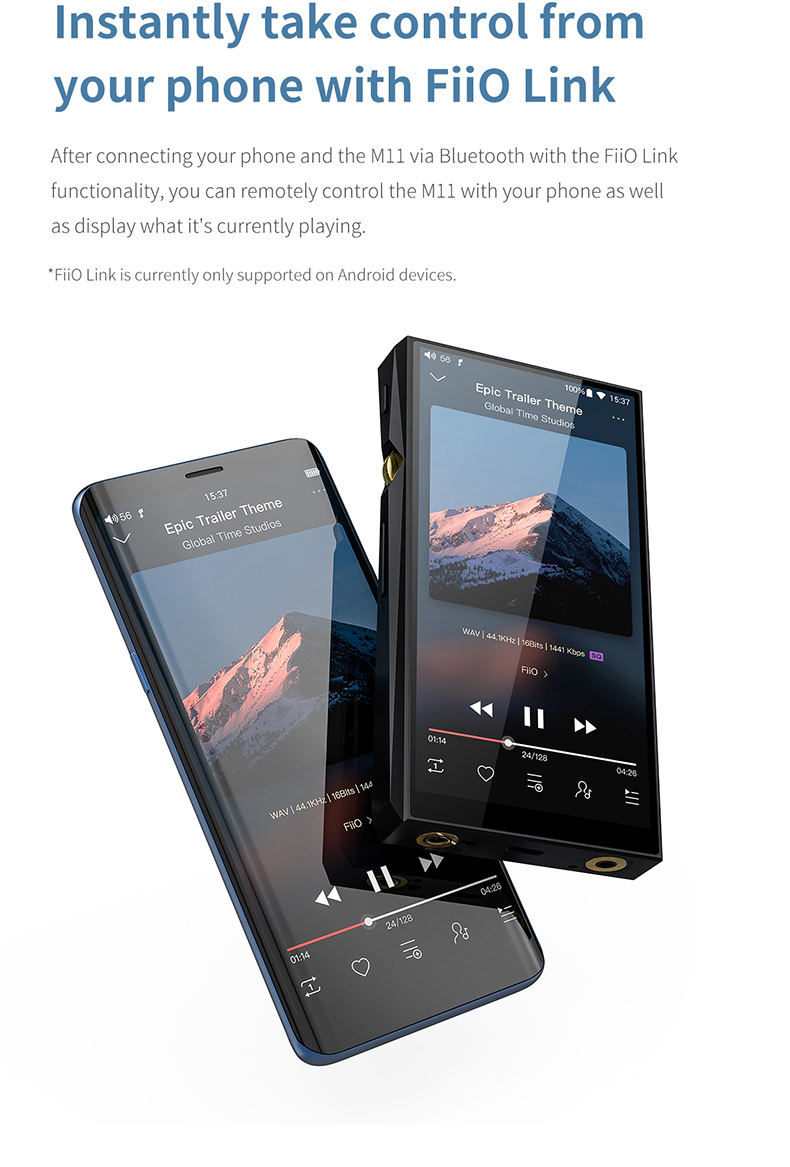 Instantly take control from
your phone with FiiO Link
After connecting your phone and the M11 via Bluetooth with the FiiO Link
functionality, you can remotely control the M11 with your phone as well
as display what it's currently playing.
*FiiO Link is currently only supported on Android devices.
56
100%
15:37
Epic Trailer Theme
Global Time Studios
WAV | 44.1KHz | 16Bits | 1441 Kbps SQ
FiiO >
01:14
24/128
04:26
1
15:37
56
Epic Trailer Theme
Global Time Studios
WAV | 44.1KHz | 16Bits | 144
FiiO >
01:14
24/128
04:26
1